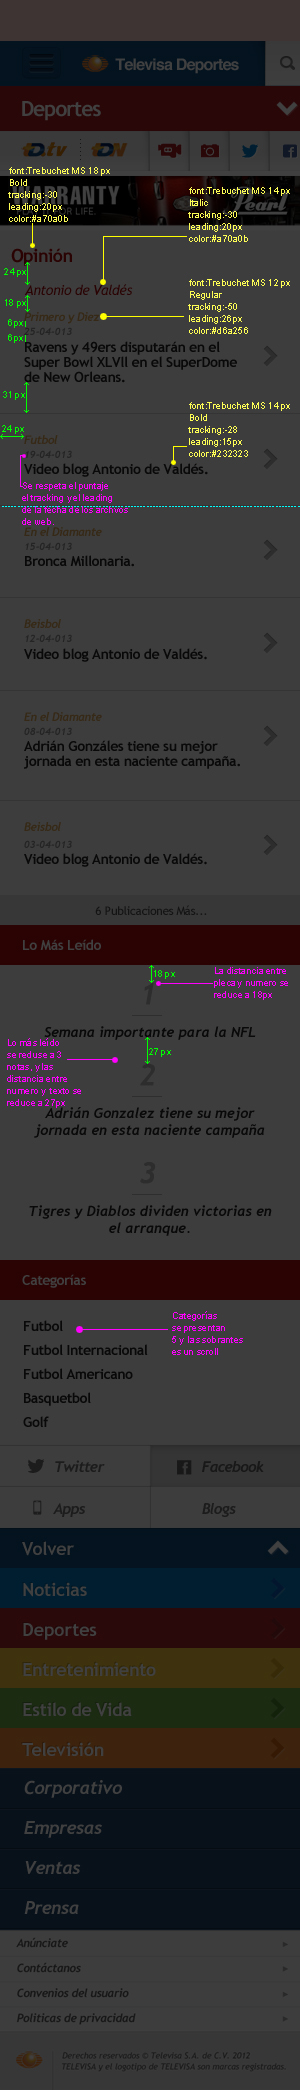 Televisa Deportes
Deportes
tv
WARRANTY
FOR LIFE.
Pearl
font:Trebuchet MS 18 px
Bold
tracking:-30
leading:20px
color:#a70a0b
font:Trebuchet MS 14 px
Italic
tracking:-30
leading:20px
color:#a70a0b
Opinión
24 px
Antonio de Valdés
font:Trebuchet MS 12 px
Regular
tracking:-50
leading:26px
color:#d6a256
18 px
Primero y Diez
6px
25-04-013
6px
Ravens y 49ers disputarán en el
Super Bowl XLVII en el SuperDome
de New Orleans.
31 px
font:Trebuchet MS 14 px
Bold
tracking:-28
leading:15px
color:#232323
24 px
Futbol
19-04-013
Video blog Antonio de Valdés.
Se respeta el puntaje
el tracking y el leading
de la fecha de los archivos
de web.
En el Diamante
15-04-013
Bronca Millonaria.
Beisbol
12-04-013
Video blog Antonio de Valdés.
En el Diamante
08-04-013
Adrián Gonzáles tiene su mejor
jornada en esta naciente campaña.
Beisbol
03-04-013
Video blog Antonio de Valdés.
6 Publicaciones Más...
Lo Más Leído
18 px
La distancia entre
pleca y numero se
reduce a 18px
1
Semana importante para la NFL
Lo más leido
se reduse a 3
notas, y las
distancia entre
numero y texto se
reduce a 27px
27 px
2
Adrián Gonzalez tiene su mejor
jornada en esta naciente campaña
3
Tigres y Diablos dividen victorias en
el arranque.
Categorías
Categorías
se presentan
5 y las sobrantes
es un scroll
Futbol
Futbol Internacional
Futbol Americano
Basquetbol
Golf
Twitter
Facebook
Apps
Blogs
Volver
Noticias
Deportes
Entretenimiento
Estilo de Vida
Televisión
Corporativo
Empresas
Ventas
Prensa
Anúnciate
Contáctanos
Convenios del usuario
Politicas de privacidad
Derechos reservados © Televisa S.A. de C.V. 2012
TELEVISA y el logotipo de TELEVISA son marcas registradas.